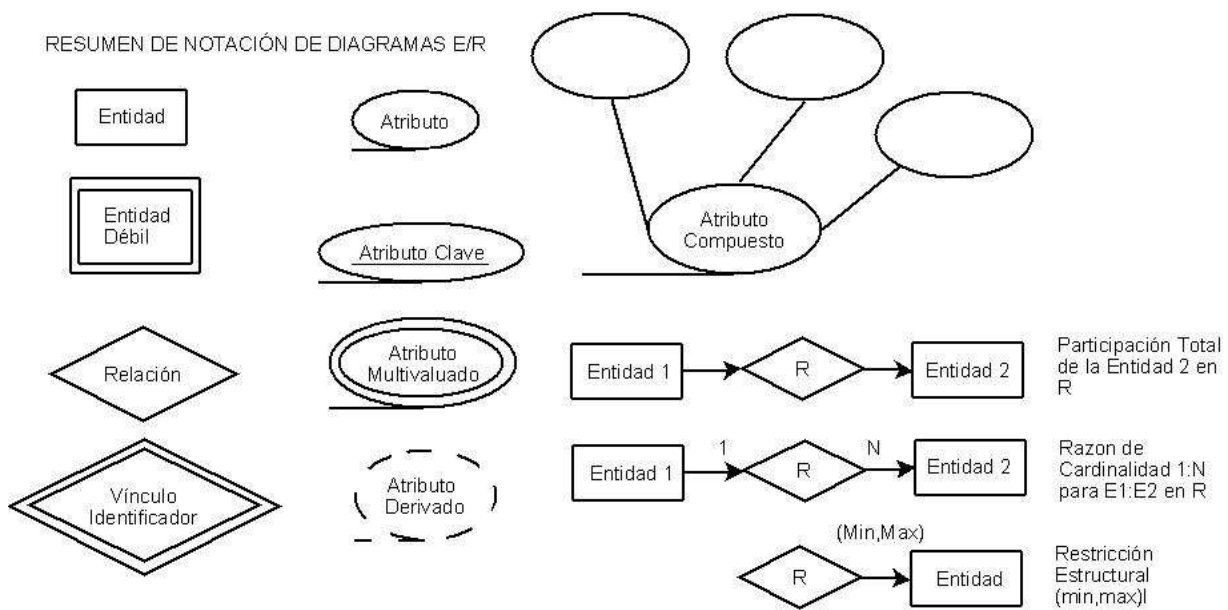 RESUMEN DE NOTACIÓN DE DIAGRAMAS E/R
Entidad
Entidad
Débil
Relación
Vínculo
Identificador
Atributo
Atributo Clave
Atributo
Multivaluado
Atributo
Derivado
Atributo
Compuesto
Entidad 1
R
Entidad 2
Participación Total
de la Entidad 2 en
R
Entidad 1
1
R
N
Entidad 2
Razon de
Cardinalidad 1:N
para E1:E2 en R
(Min,Max)
R
Entidad
Restricción
Estructural
(min,max)l